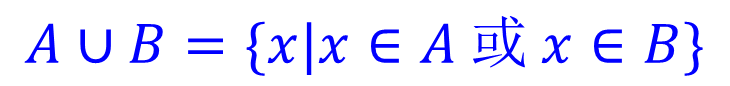 A ∪ B = {x|x ∈ A 或 x ∈ B}